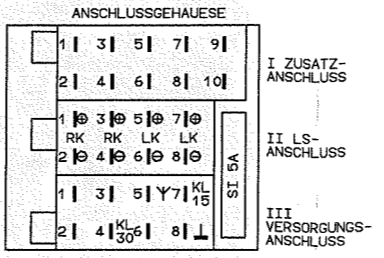 ANSCHLUSSGEHAEUSE
1 3 5 7 9
2 4 6 8 10
I ZUSATZ-
ANSCHLUSS
1 ⊕ 3 ⊕ 5 ⊕ 7 ⊕
RK RK LK LK
2 ⊖ 4 ⊖ 6 ⊖ 8 ⊖
SI 5A
II LS-
ANSCHLUSS
1 3 5 7 KL
15
2 4 KL
30 6 8
III
VERSORGUNGS-
ANSCHLUSS